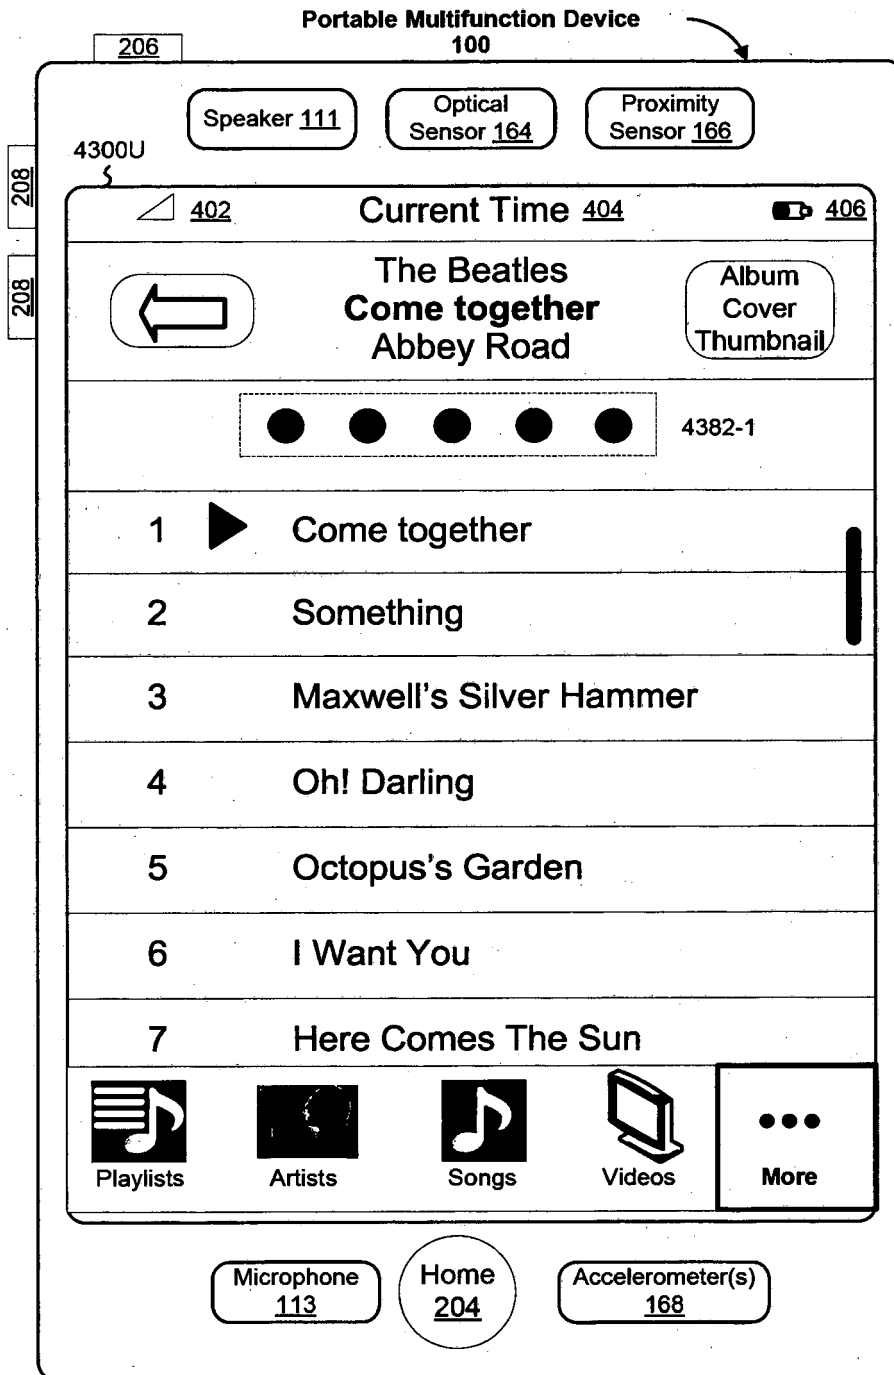 Portable Multifunction Device
100
206
Speaker 111
Optical
Sensor 164
Proximity
Sensor 166
4300U
208
208
402
Current Time 404
406
The Beatles
Come together
Abbey Road
Album
Cover
Thumbnail
4382-1
1 Come together
2 Something
3 Maxwell's Silver Hammer
4 Oh! Darling
5 Octopus's Garden
6 I Want You
7 Here Comes The Sun
Playlists
Artists
Songs
Videos
More
Microphone
113
Home
204
Accelerometer(s)
168